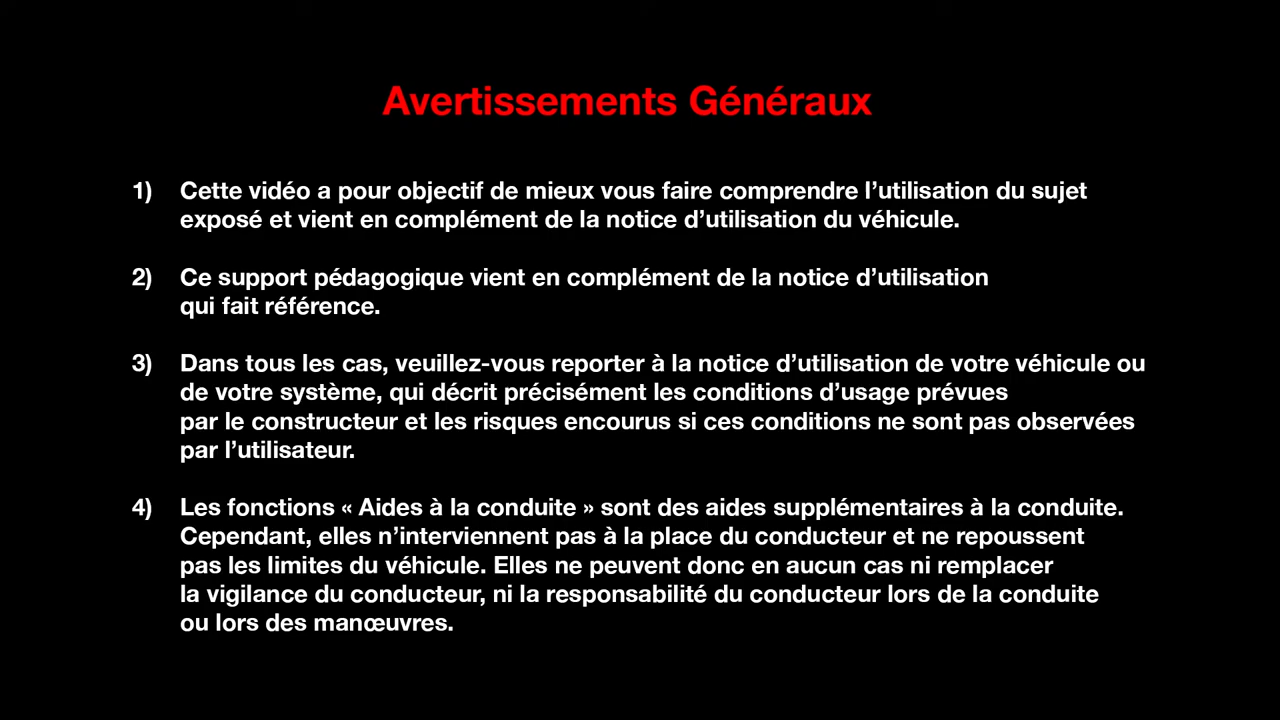 Avertissements Généraux
1) Cette vidéo a pour objectif de mieux vous faire comprendre l’utilisation du sujet
exposé et vient en complément de la notice d’utilisation du véhicule.
2) Ce support pédagogique vient en complément de la notice d’utilisation
qui fait référence.
3) Dans tous les cas, veuillez-vous reporter à la notice d’utilisation de votre véhicule ou
de votre système, qui décrit précisément les conditions d’usage prévues
par le constructeur et les risques encourus si ces conditions ne sont pas observées
par l’utilisateur.
4) Les fonctions « Aides à la conduite » sont des aides supplémentaires à la conduite.
Cependant, elles n’interviennent pas à la place du conducteur et ne repoussent
pas les limites du véhicule. Elles ne peuvent donc en aucun cas ni remplacer
la vigilance du conducteur, ni la responsabilité du conducteur lors de la conduite
ou lors des manœuvres.